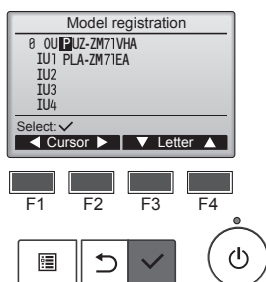 Model registration
0 OU PUZ-ZM71VHA
IU1 PLA-ZM71EA
IU2
IU3
IU4
Select:✓
◀ Cursor ▶ ▼ Letter ▲
F1 F2 F3 F4